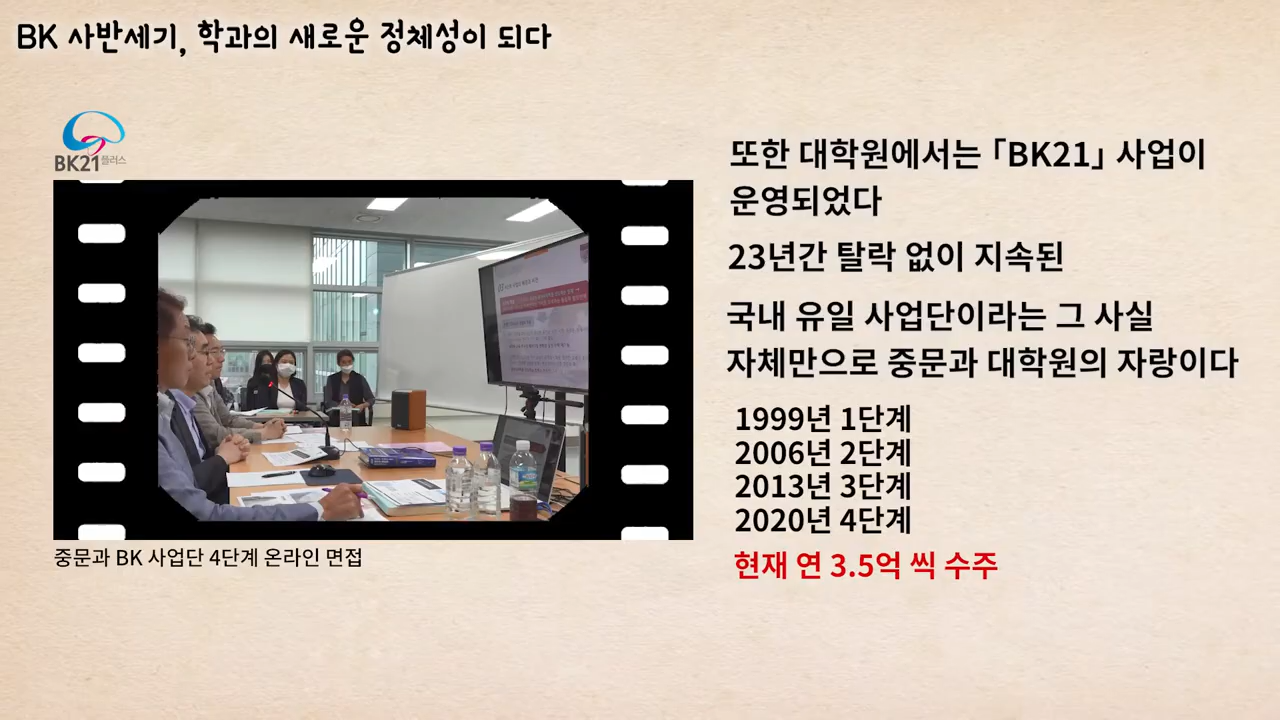 BK 사반세기, 학과의 새로운 정체성이 되다
BK21 플러스
또한 대학원에서는 「BK21」 사업이
운영되었다
23년간 탈락 없이 지속된
국내 유일 사업단이라는 그 사실
자체만으로 중문과 대학원의 자랑이다
1999년 1단계
2006년 2단계
2013년 3단계
2020년 4단계
현재 연 3.5억 씩 수주
중문과 BK 사업단 4단계 온라인 면접